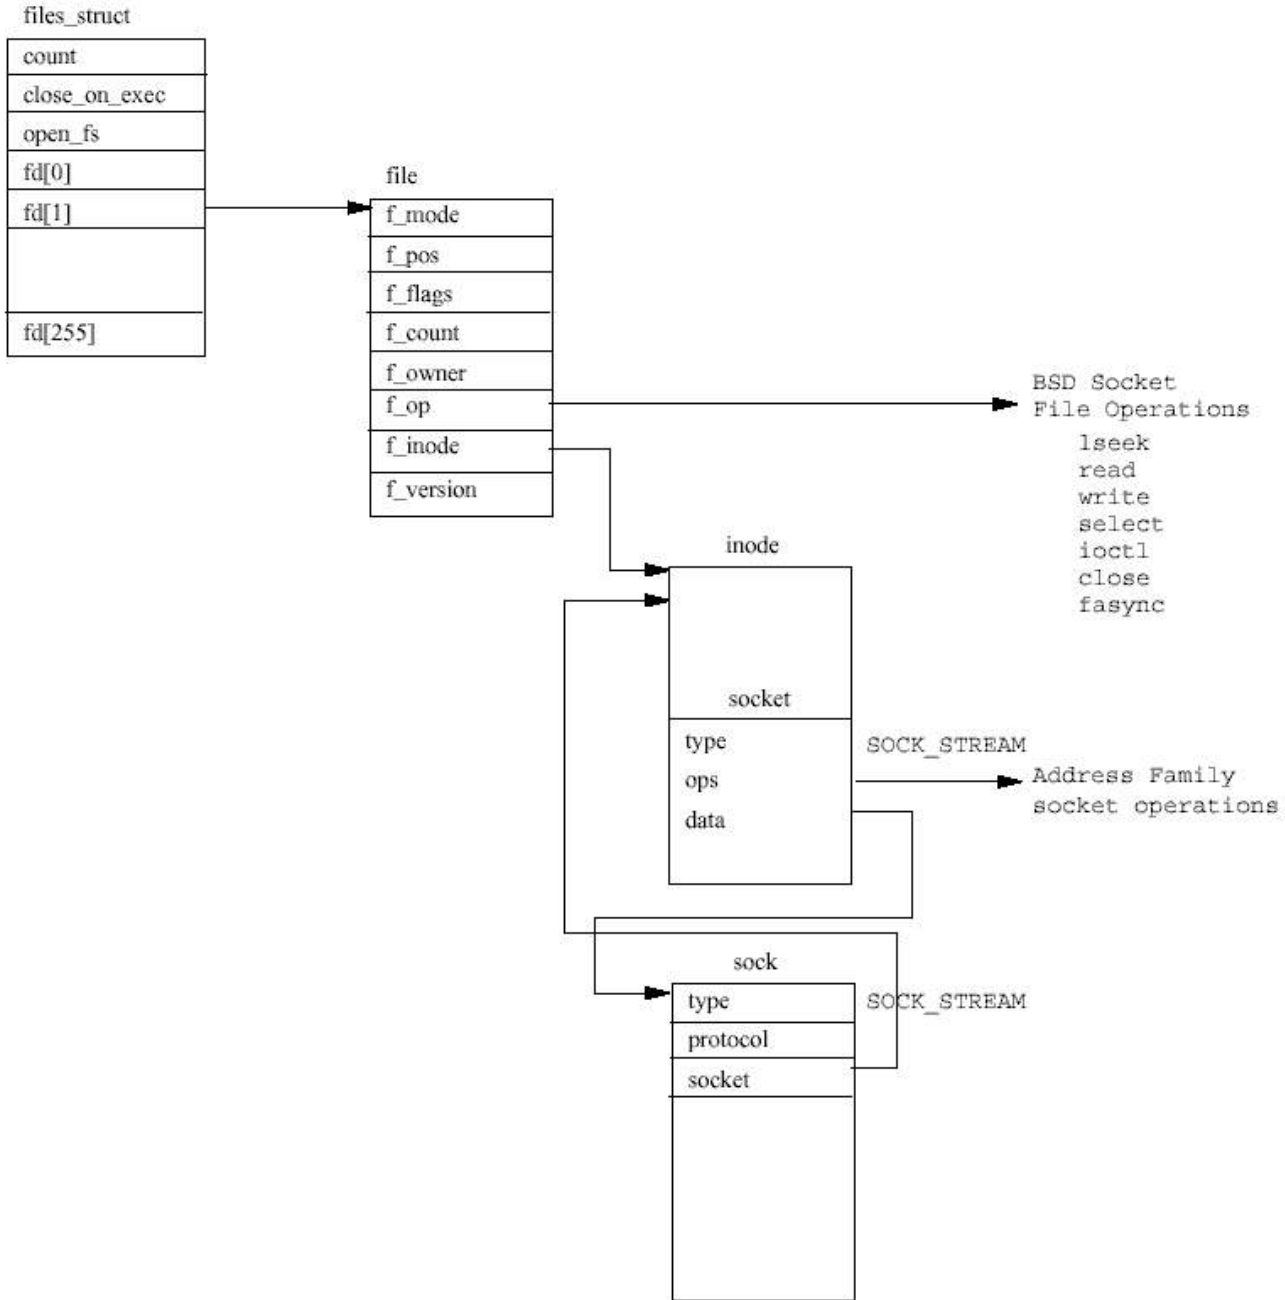 files_struct
count
close_on_exec
open_fs
fd[0]
fd[1]
fd[255]
file
f_mode
f_pos
f_flags
f_count
f_owner
f_op
f_inode
f_version
BSD Socket
File Operations
lseek
read
write
select
ioctl
close
fasync
inode
socket
type
SOCK_STREAM
ops
Address Family
socket operations
data
sock
type
SOCK_STREAM
protocol
socket